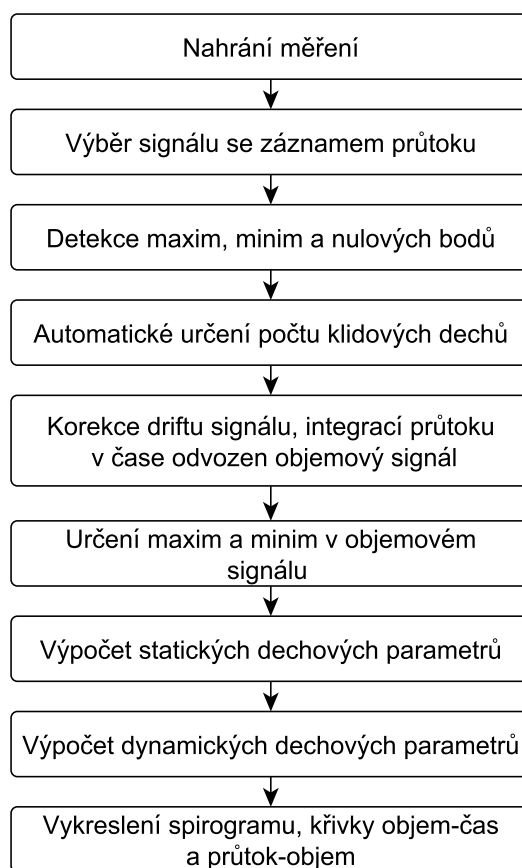 Nahrání měření
Výběr signálu se záznamem průtoku
Detekce maxim, minim a nulových bodů
Automatické určení počtu klidových dechů
Korekce driftu signálu, integrací průtoku
v čase odvozen objemový signál
Určení maxim a minim v objemovém
signálu
Výpočet statických dechových parametrů
Výpočet dynamických dechových parametrů
Vykreslení spirogramu, křivky objem-čas
a průtok-objem